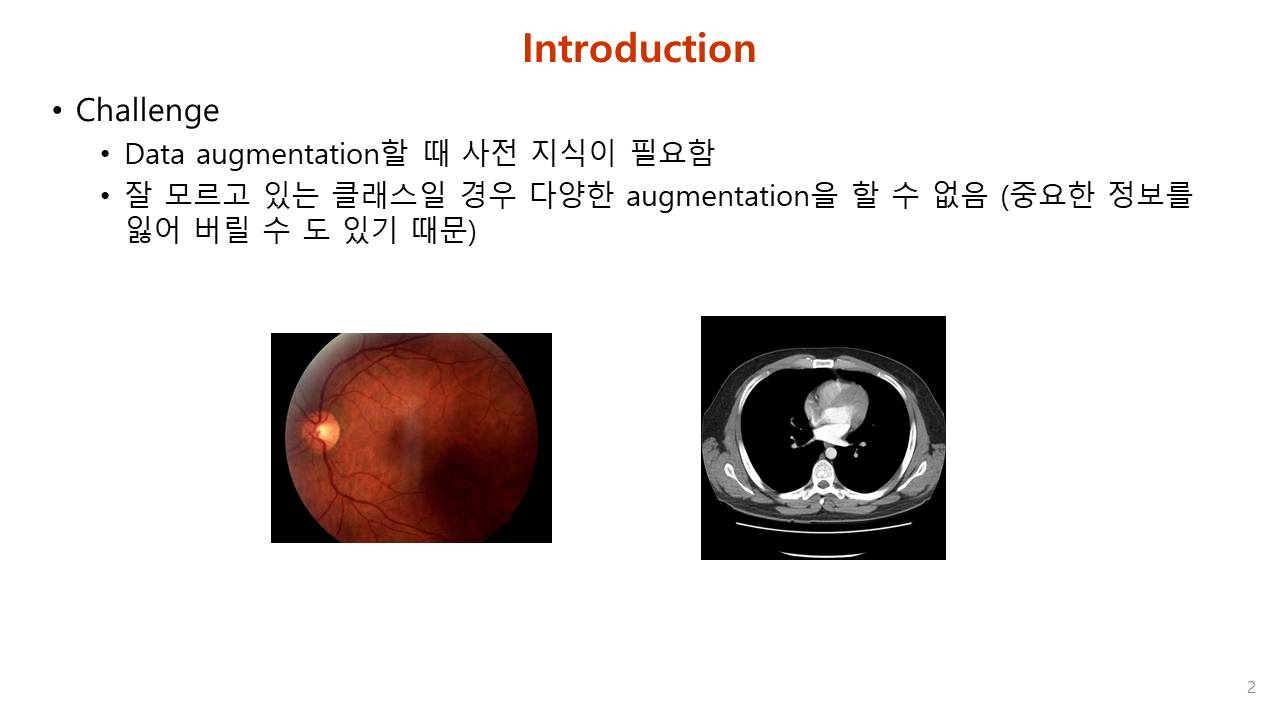 Introduction
• Challenge
• Data augmentation할 때 사전 지식이 필요함
• 잘 모르고 있는 클래스일 경우 다양한 augmentation을 할 수 없음 (중요한 정보를
잃어 버릴 수 도 있기 때문)
2